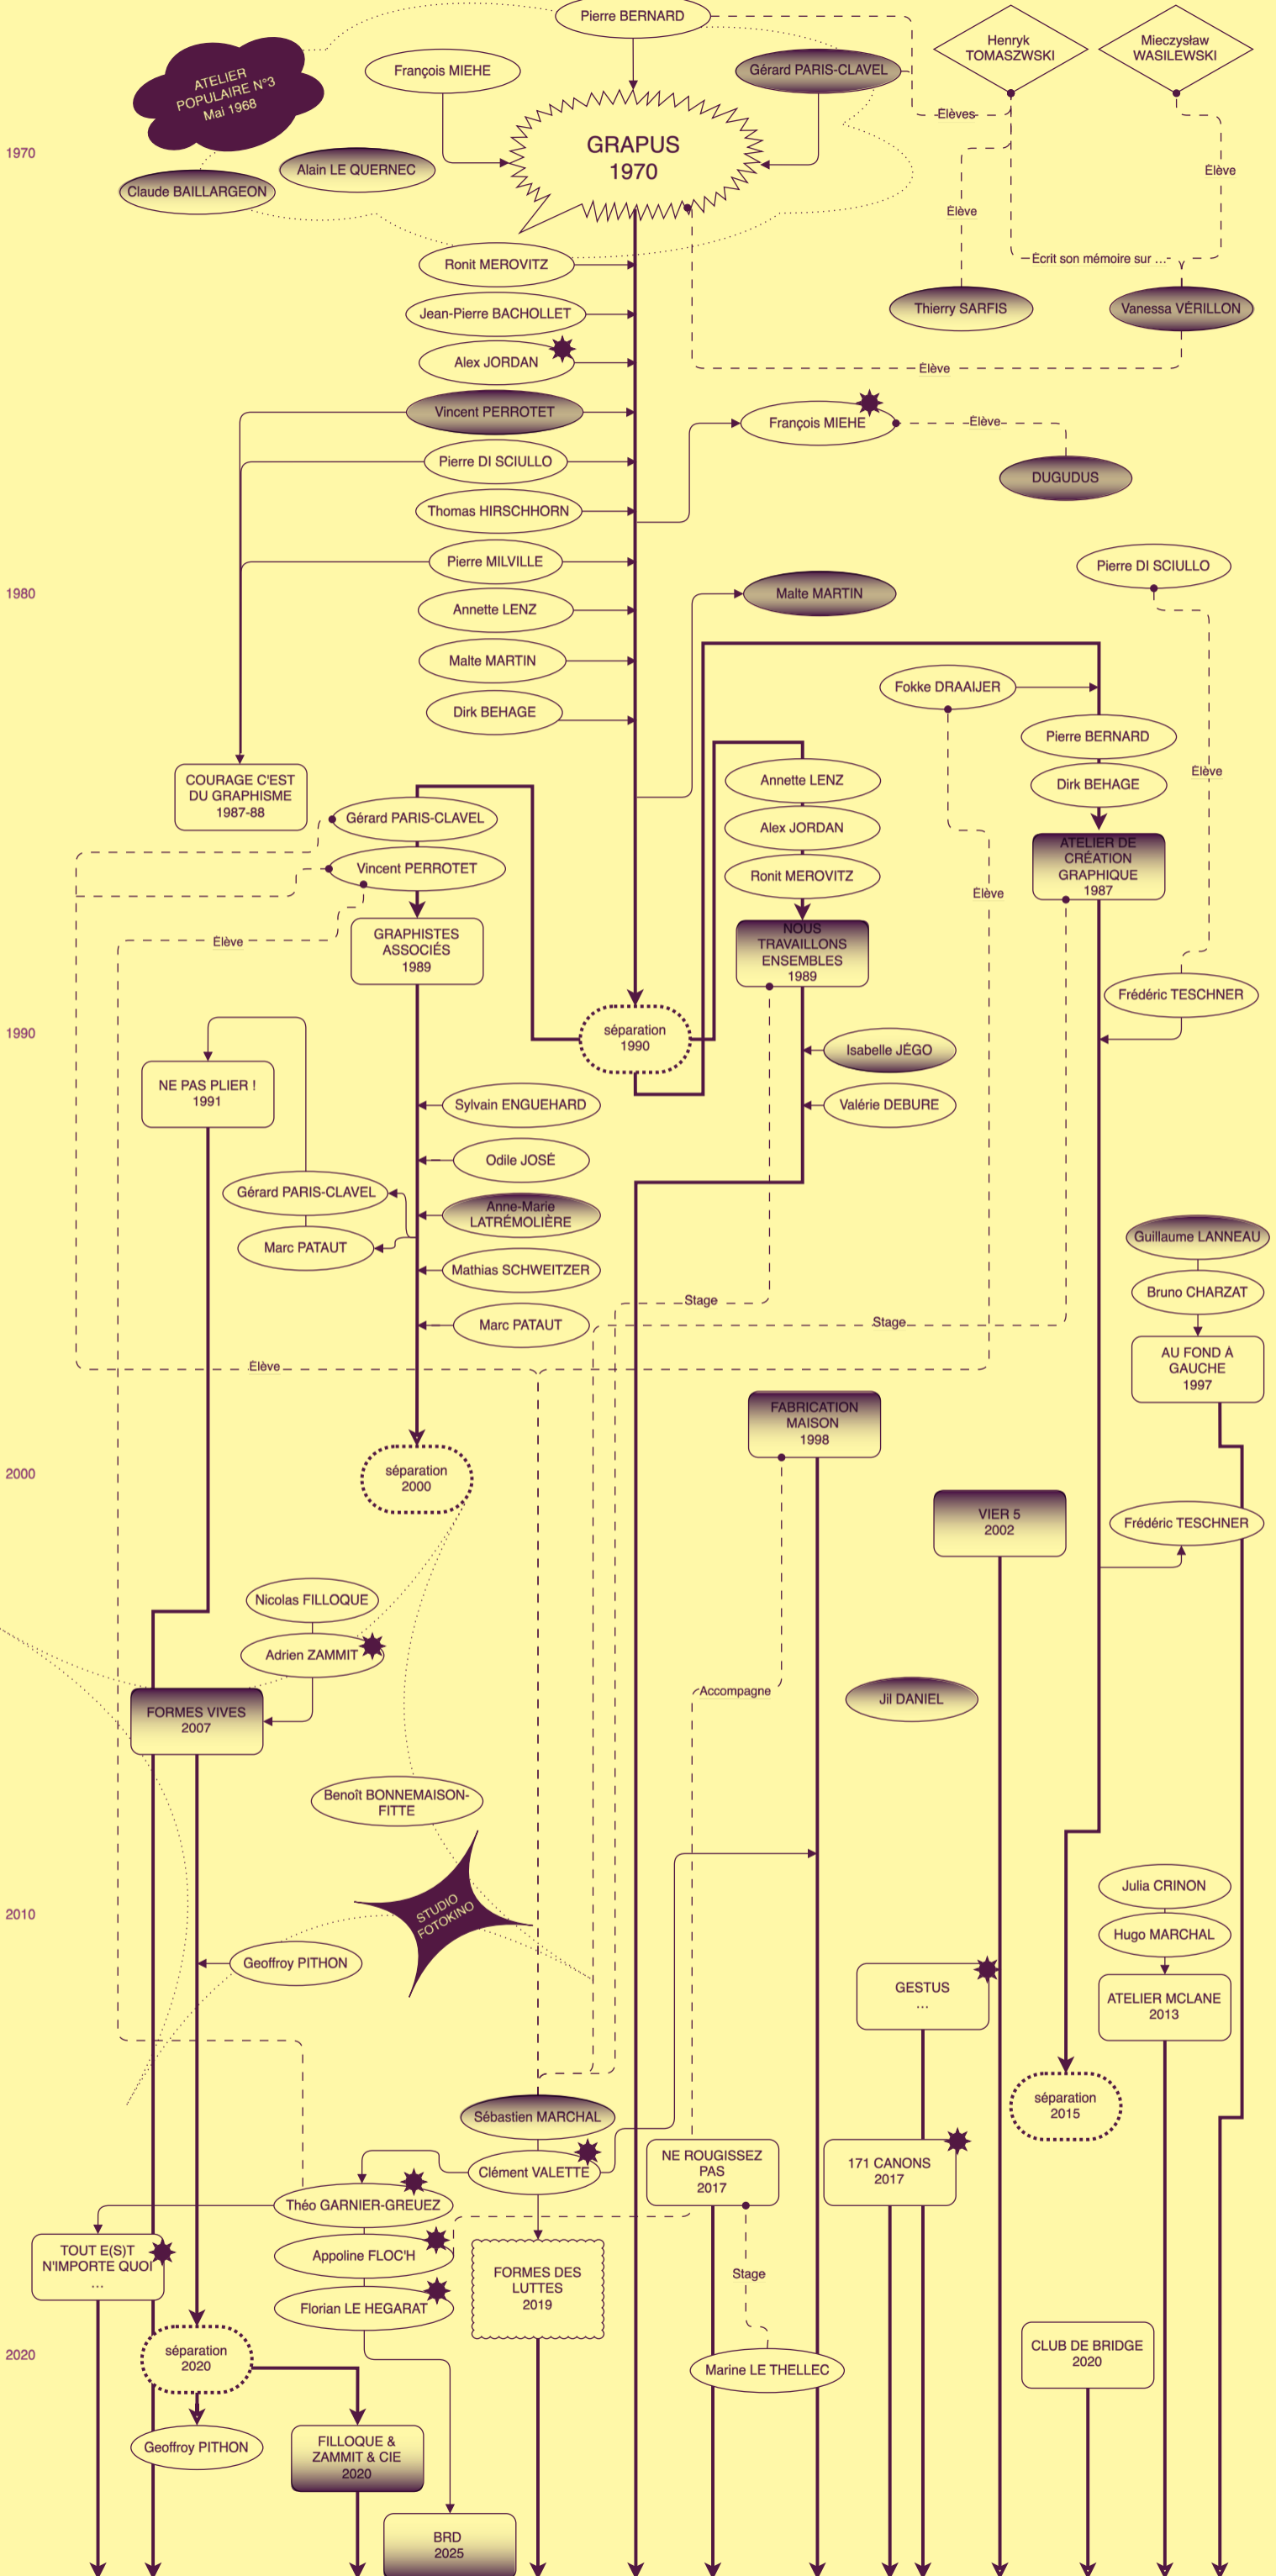 Pierre BERNARD
Henryk
TOMASZWSKI
Mieczysław
WASILEWSKI
François MIEHE
Gérard PARIS-CLAVEL
ATELIER
POPULAIRE N°3
Mai 1968
Élèves
GRAPUS
1970
1970
Alain LE QUERNEC
Élève
Claude BAILLARGEON
Élève
Ronit MEROVITZ
Écrit son mémoire sur ...
Jean-Pierre BACHOLLET
Thierry SARFIS
Vanessa VÉRILLON
Alex JORDAN
Élève
Vincent PERROTET
François MIEHE
Élève
Pierre DI SCIULLO
DUGUDUS
Thomas HIRSCHHORN
Pierre MILVILLE
Pierre DI SCIULLO
1980
Malte MARTIN
Annette LENZ
Malte MARTIN
Fokke DRAAIJER
Dirk BEHAGE
Pierre BERNARD
COURAGE C'EST
DU GRAPHISME
1987-88
Annette LENZ
Élève
Dirk BEHAGE
Gérard PARIS-CLAVEL
Alex JORDAN
Vincent PERROTET
Ronit MEROVITZ
ATELIER DE
CRÉATION
GRAPHIQUE
1987
Élève
Élève
GRAPHISTES
ASSOCIÉS
1989
NOUS
TRAVAILLONS
ENSEMBLES
1989
Frédéric TESCHNER
1990
séparation
1990
Isabelle JÉGO
NE PAS PLIER !
1991
Sylvain ENGUEHARD
Valérie DEBURE
Odile JOSÉ
Gérard PARIS-CLAVEL
Anne-Marie
LATRÉMOLIÈRE
Marc PATAUT
Guillaume LANNEAU
Mathias SCHWEITZER
Bruno CHARZAT
Stage
Marc PATAUT
Stage
Élève
AU FOND À
GAUCHE
1997
FABRICATION
MAISON
1998
2000
séparation
2000
VIER 5
2002
Frédéric TESCHNER
Nicolas FILLOQUE
Adrien ZAMMIT
Accompagne
Jil DANIEL
FORMES VIVES
2007
Benoît BONNEMAISON-
FITTE
Julia CRINON
2010
STUDIO
FOTOKINO
Hugo MARCHAL
Geoffroy PITHON
GESTUS
...
ATELIER MCLANE
2013
séparation
2015
Sébastien MARCHAL
Clément VALETTE
NE ROUGISSEZ
PAS
2017
171 CANONS
2017
Théo GARNIER-GREUEZ
TOUT E(S)T
N'IMPORTE QUOI
...
Appoline FLOC'H
FORMES DES
LUTTES
2019
Stage
Florian LE HEGARAT
2020
séparation
2020
CLUB DE BRIDGE
2020
Marine LE THELLEC
Geoffroy PITHON
FILLOQUE &
ZAMMIT & CIE
2020
BRD
2025